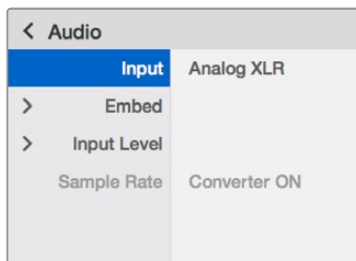 Audio
Input Analog XLR
Embed
Input Level
Sample Rate Converter ON